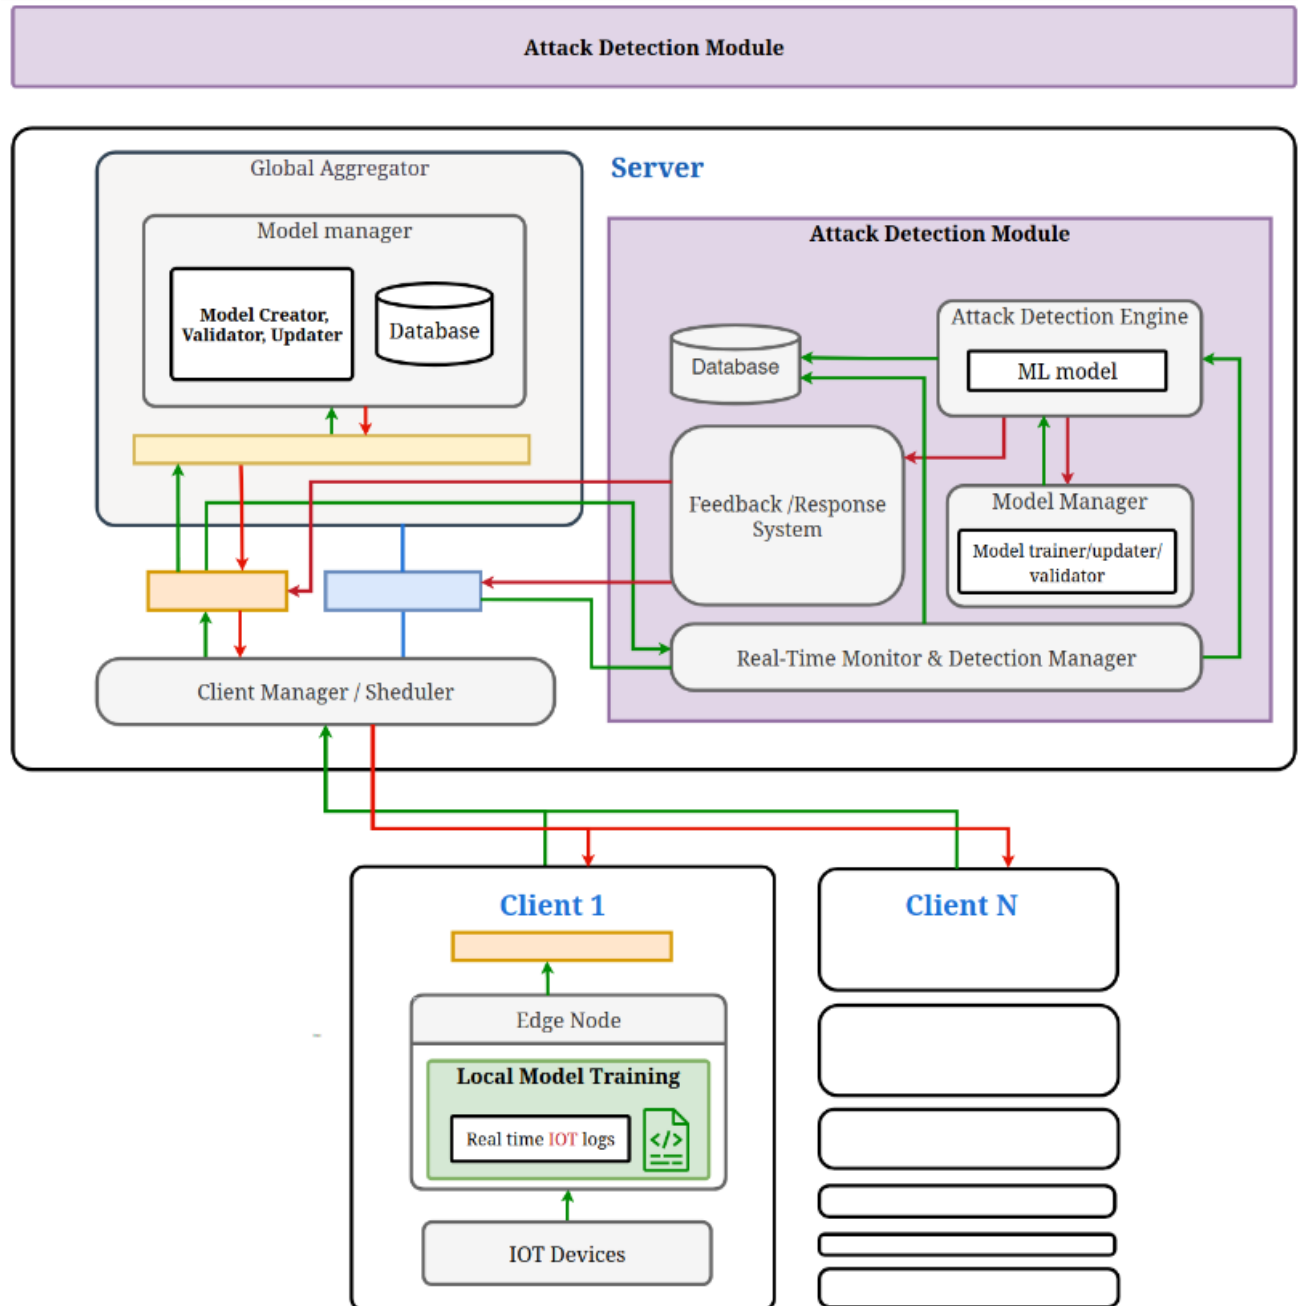 Attack Detection Module
Global Aggregator
Server
Model manager
Model Creator,
Validator, Updater
Database
Attack Detection Module
Attack Detection Engine
ML model
Database
Feedback /Response
System
Model Manager
Model trainer/updater/
validator
Real-Time Monitor & Detection Manager
Client Manager / Sheduler
Client 1
Client N
Edge Node
Local Model Training
Real time IOT logs
</>
IOT Devices